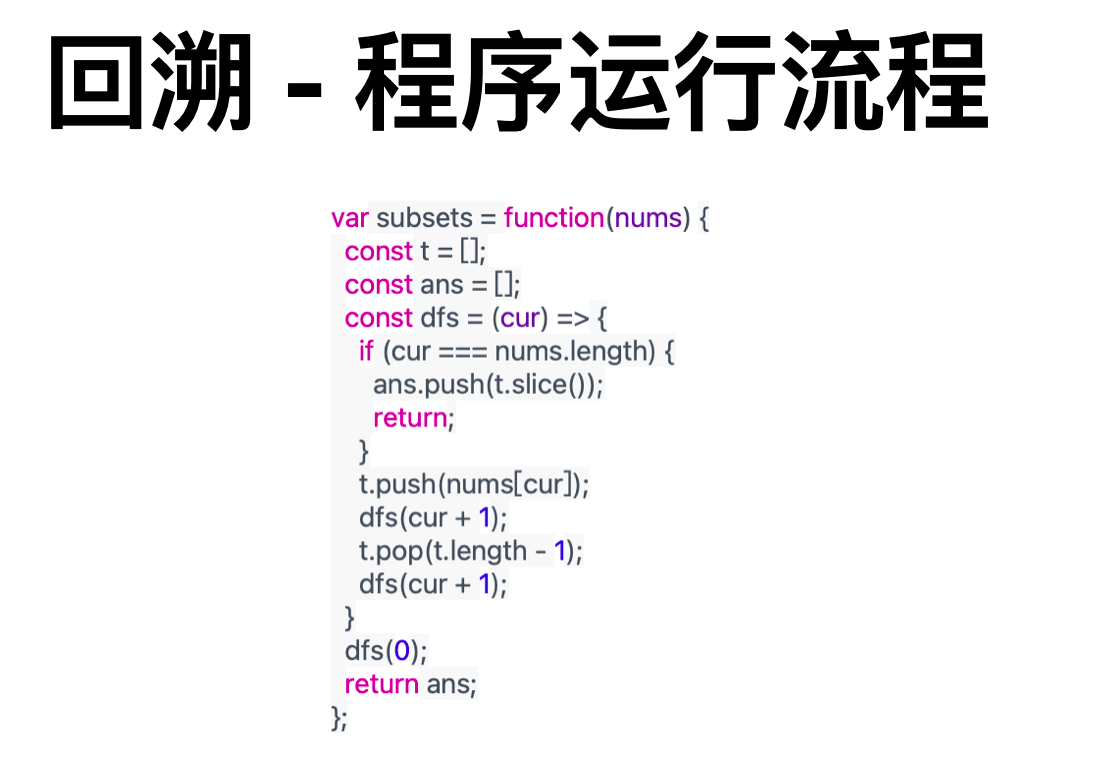 回溯 - 程序运行流程
var subsets = function(nums) {
const t = [];
const ans = [];
const dfs = (cur) => {
if (cur === nums.length) {
ans.push(t.slice());
return;
}
t.push(nums[cur]);
dfs(cur + 1);
t.pop(t.length - 1);
dfs(cur + 1);
}
dfs(0);
return ans;
};